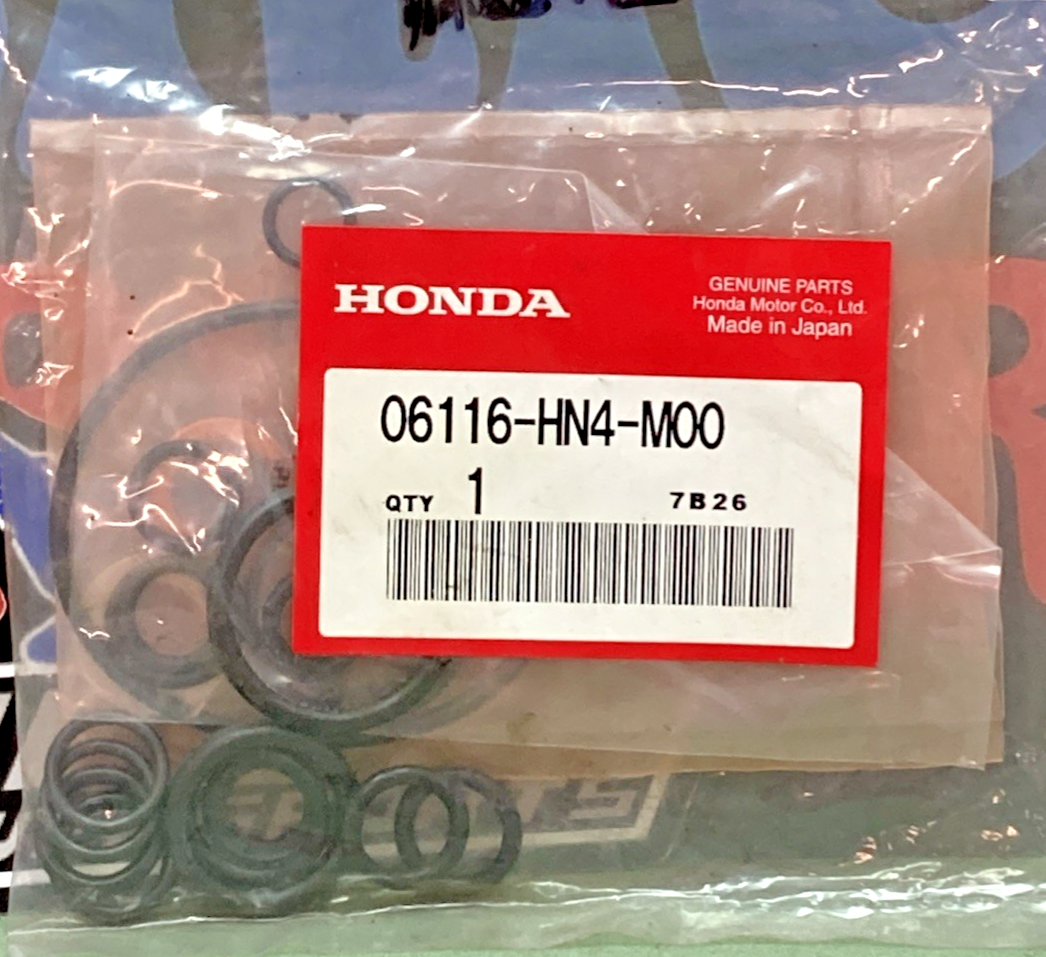 HONDA
GENUINE PARTS
Honda Motor Co., Ltd.
Made in Japan
06116-HN4-M00
QTY 1 7B26